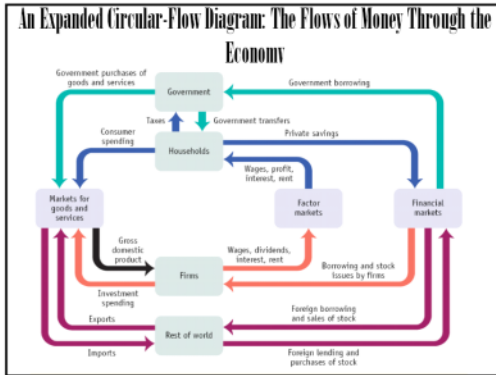 An Expanded Circular-Flow Diagram: The Flows of Money Through the
Economy
Government purchases of
goods and services
Government
Government borrowing
Taxes
Government transfers
Consumer
spending
Households
Private savings
Wages, profit,
interest, rent
Markets for
goods and
services
Factor
markets
Financial
markets
Gross
domestic
product
Wages, dividends,
interest, rent
Firms
Borrowing and stock
issues by firms
Investment
spending
Exports
Foreign borrowing
and sales of stock
Rest of world
Imports
Foreign lending and
purchases of stock